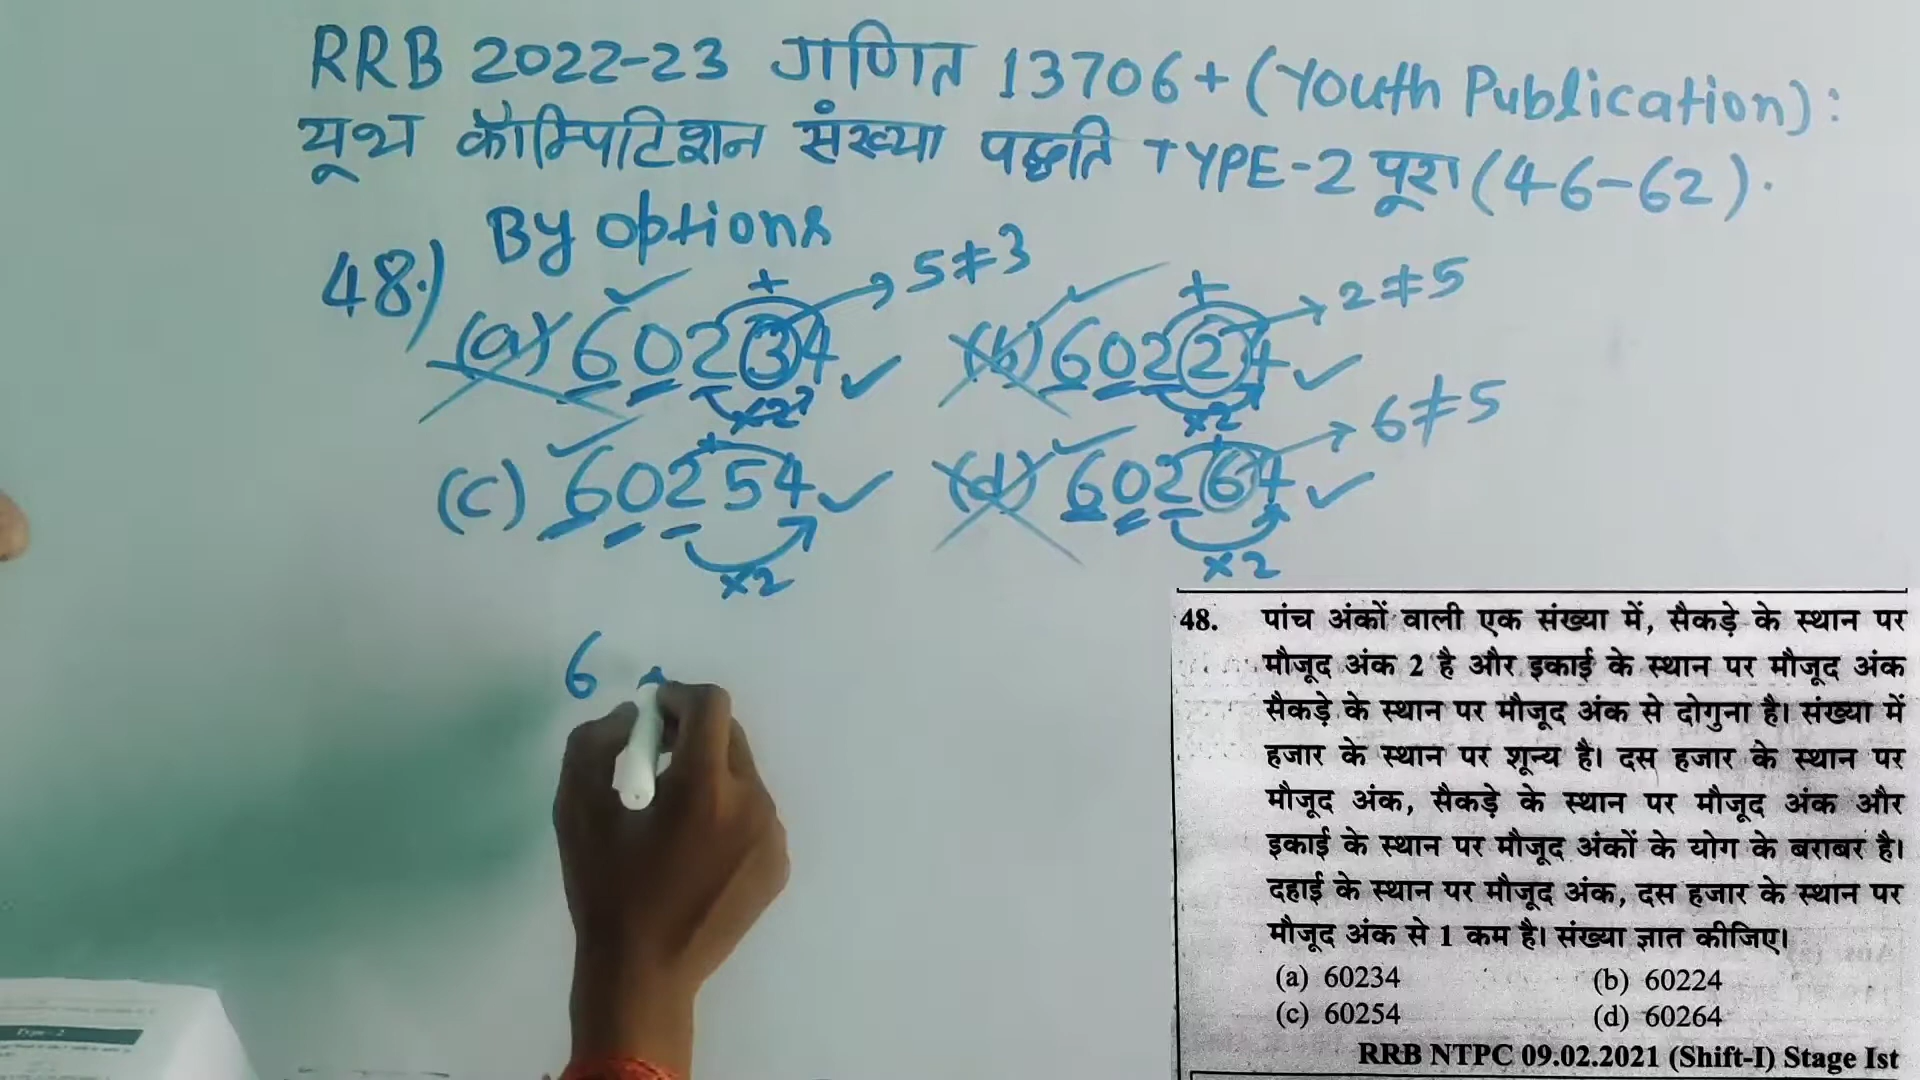 RRB 2022-23 गणित 13706+ (Youth Publication):
यूथ कौम्पिटिशन संख्या पद्धति TYPE-2 पूरा (46-62).
By options
48.) (a) 60234 5≠3 (b) 60224 2≠5
×2 ×2
(c) 60254 (d) 60264 6≠5
×2 ×2
6
48. पांच अंकों वाली एक संख्या में, सैकड़े के स्थान पर
मौजूद अंक 2 है और इकाई के स्थान पर मौजूद अंक
सैकड़े के स्थान पर मौजूद अंक से दोगुना है। संख्या में
हजार के स्थान पर शून्य है। दस हजार के स्थान पर
मौजूद अंक, सैकड़े के स्थान पर मौजूद अंक और
इकाई के स्थान पर मौजूद अंकों के योग के बराबर है।
दहाई के स्थान पर मौजूद अंक, दस हजार के स्थान पर
मौजूद अंक से 1 कम है। संख्या ज्ञात कीजिए।
(a) 60234 (b) 60224
(c) 60254 (d) 60264
RRB NTPC 09.02.2021 (Shift-I) Stage Ist
Type - 2